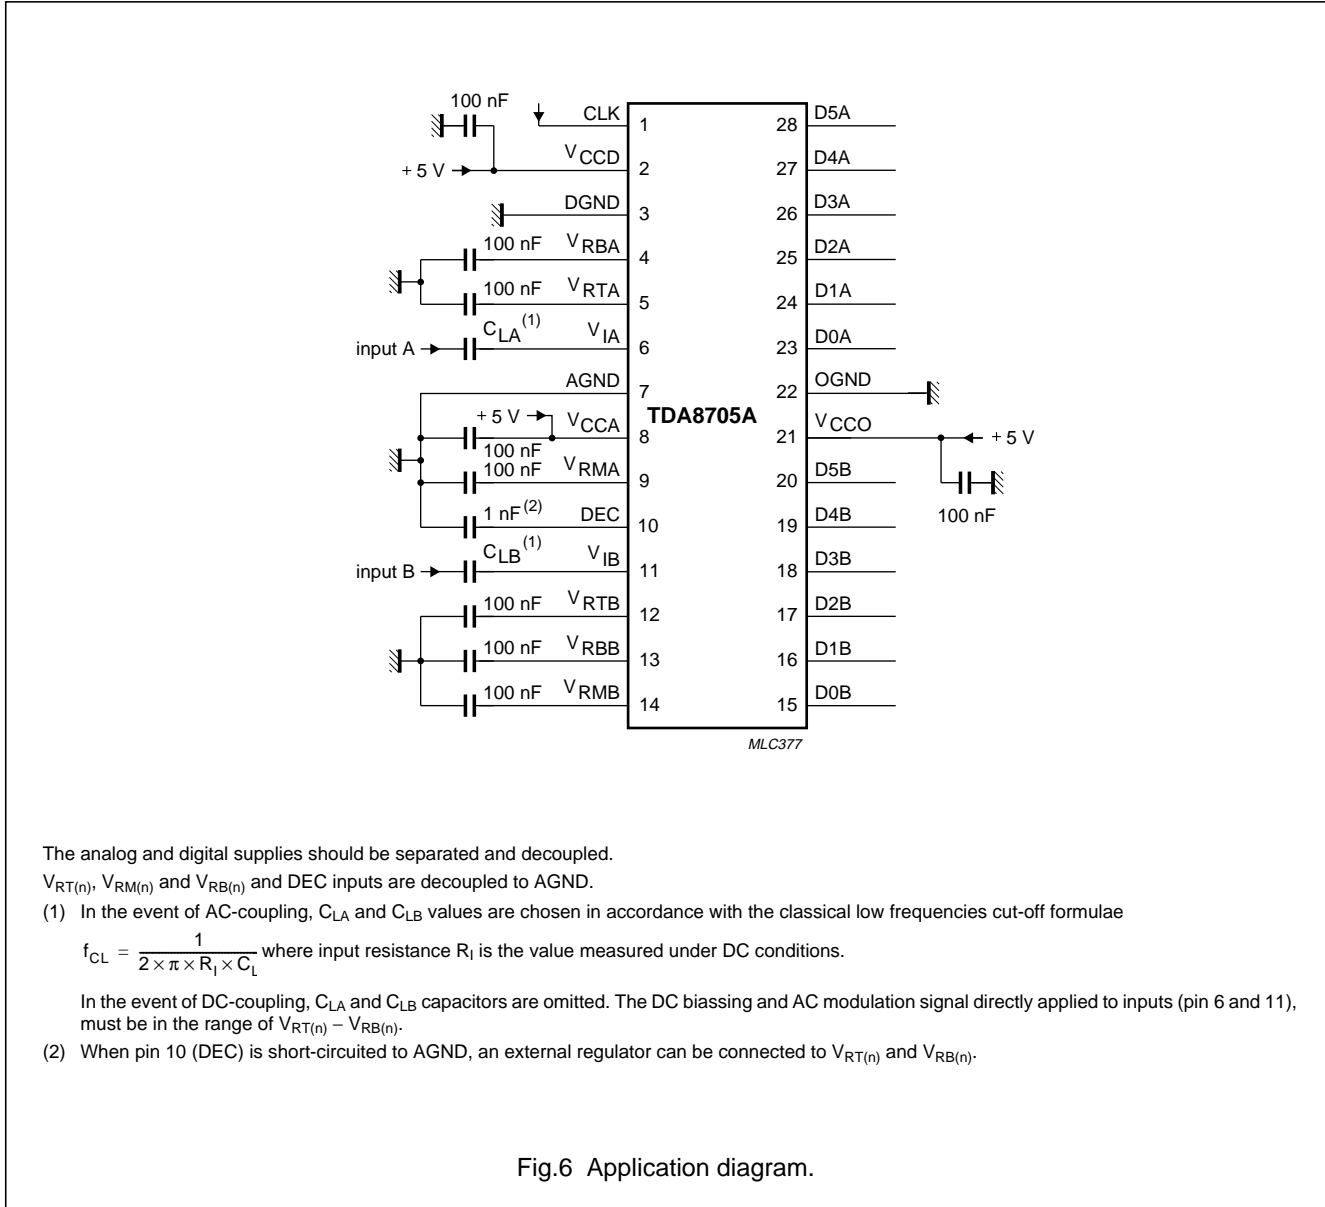 100 nF
CLK
1
28
D5A
+ 5 V
VCCD
2
27
D4A
DGND
3
26
D3A
100 nF
VRBA
4
25
D2A
100 nF
VRTA
5
24
D1A
input A
CLA(1)
VIA
6
23
D0A
AGND
7
22
OGND
TDA8705A
+ 5 V
VCCA
8
21
VCCO
+ 5 V
100 nF
100 nF
VRMA
9
20
D5B
100 nF
1 nF(2)
DEC
10
19
D4B
input B
CLB(1)
VIB
11
18
D3B
100 nF
VRTB
12
17
D2B
100 nF
VRBB
13
16
D1B
100 nF
VRMB
14
15
D0B
MLC377
The analog and digital supplies should be separated and decoupled.
VRT(n), VRM(n) and VRB(n) and DEC inputs are decoupled to AGND.
(1) In the event of AC-coupling, CLA and CLB values are chosen in accordance with the classical low frequencies cut-off formulae
fCL = 1 / (2 × π × RI × CL) where input resistance RI is the value measured under DC conditions.
In the event of DC-coupling, CLA and CLB capacitors are omitted. The DC biassing and AC modulation signal directly applied to inputs (pin 6 and 11),
must be in the range of VRT(n) − VRB(n).
(2) When pin 10 (DEC) is short-circuited to AGND, an external regulator can be connected to VRT(n) and VRB(n).
Fig.6 Application diagram.